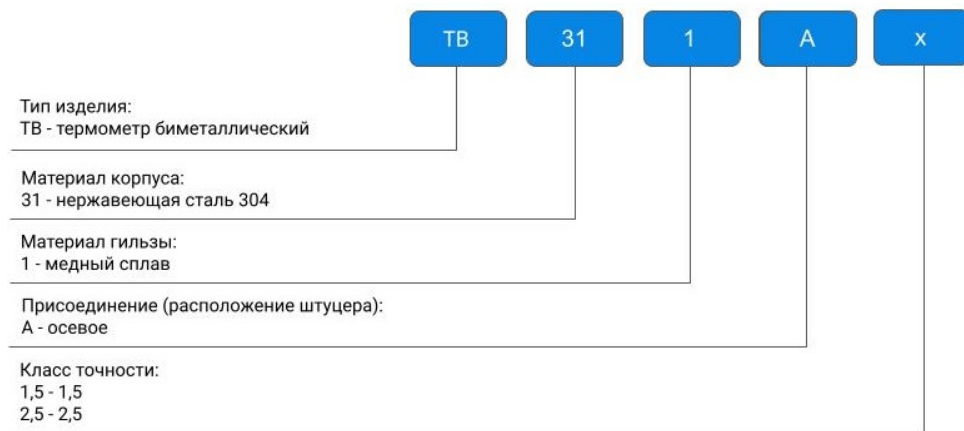 ТВ 31 1 А х
Тип изделия:
ТВ - термометр биметаллический
Материал корпуса:
31 - нержавеющая сталь 304
Материал гильзы:
1 - медный сплав
Присоединение (расположение штуцера):
А - осевое
Класс точности:
1,5 - 1,5
2,5 - 2,5